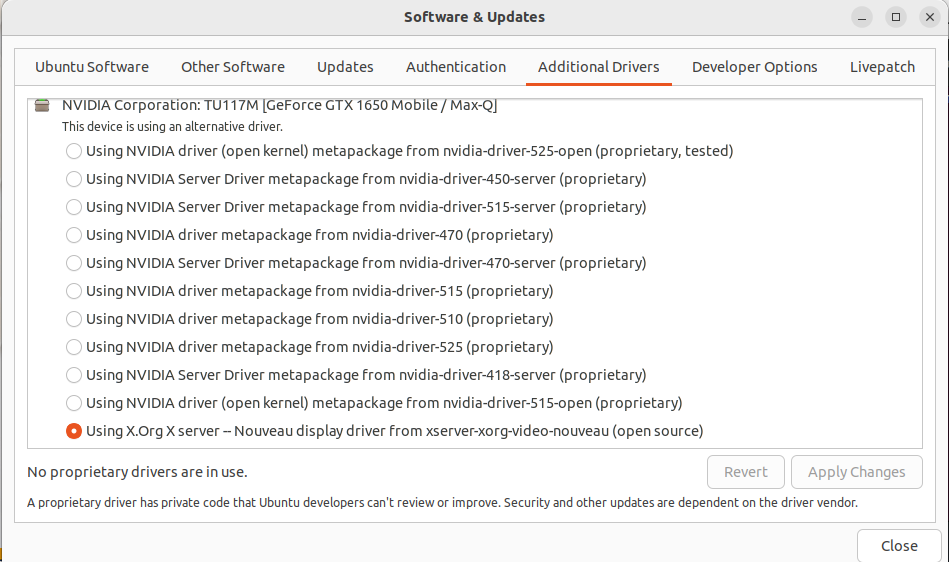 Software & Updates
Ubuntu Software Other Software Updates Authentication Additional Drivers Developer Options Livepatch
NVIDIA Corporation: TU117M [GeForce GTX 1650 Mobile / Max-Q]
This device is using an alternative driver.
Using NVIDIA driver (open kernel) metapackage from nvidia-driver-525-open (proprietary, tested)
Using NVIDIA Server Driver metapackage from nvidia-driver-450-server (proprietary)
Using NVIDIA Server Driver metapackage from nvidia-driver-515-server (proprietary)
Using NVIDIA driver metapackage from nvidia-driver-470 (proprietary)
Using NVIDIA Server Driver metapackage from nvidia-driver-470-server (proprietary)
Using NVIDIA driver metapackage from nvidia-driver-515 (proprietary)
Using NVIDIA driver metapackage from nvidia-driver-510 (proprietary)
Using NVIDIA driver metapackage from nvidia-driver-525 (proprietary)
Using NVIDIA Server Driver metapackage from nvidia-driver-418-server (proprietary)
Using NVIDIA driver (open kernel) metapackage from nvidia-driver-515-open (proprietary)
Using X.Org X server -- Nouveau display driver from xserver-xorg-video-nouveau (open source)
No proprietary drivers are in use.
Revert Apply Changes
A proprietary driver has private code that Ubuntu developers can't review or improve. Security and other updates are dependent on the driver vendor.
Close